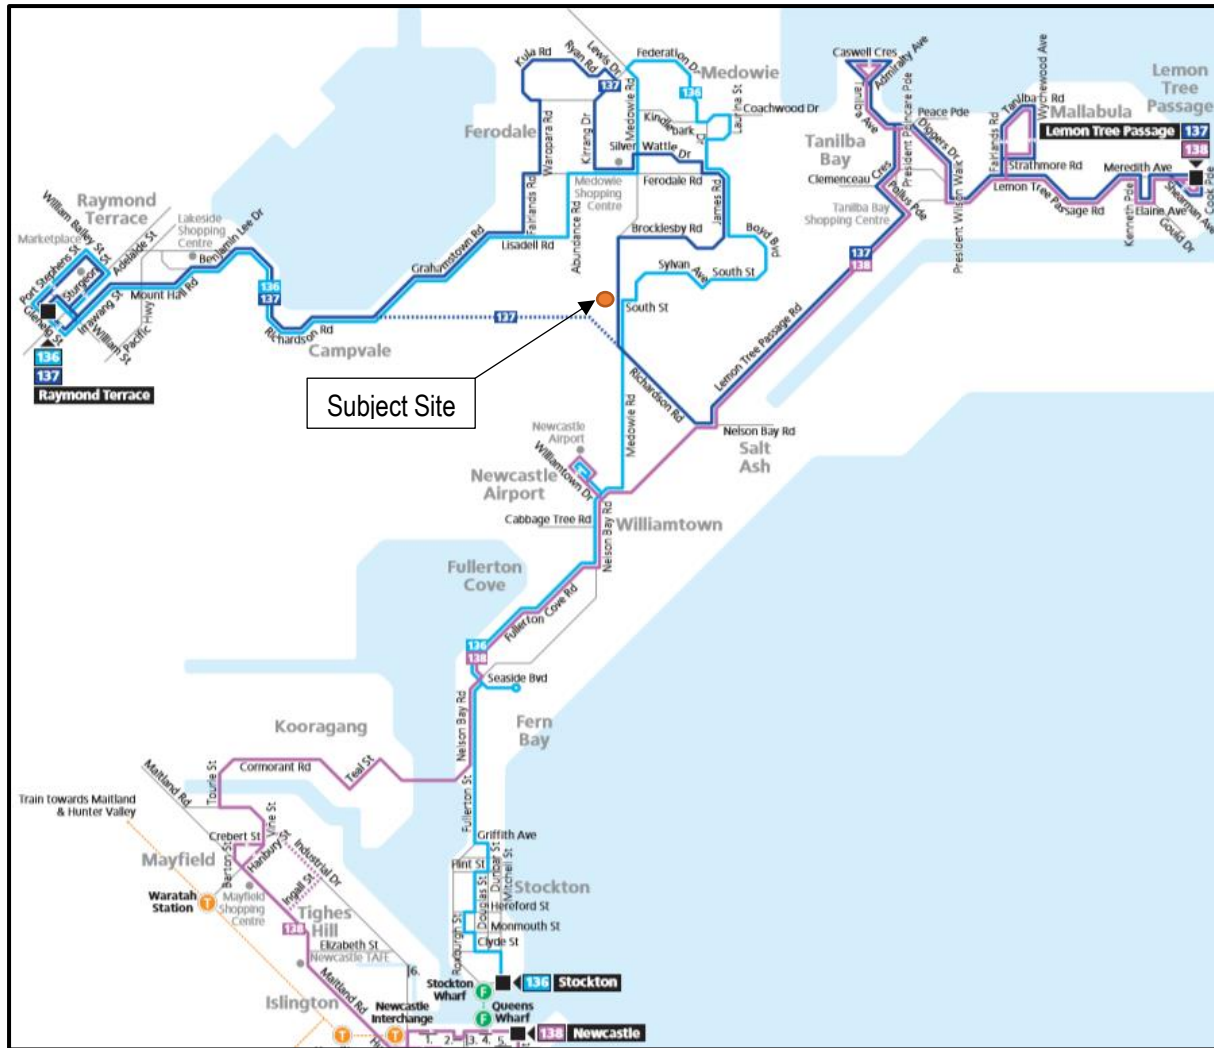 Kula Rd
Ryan Rd
Lewis Dr
137
Federation D
136
Medowie
Caswell Cres
Admiralty Ave
Wychewood Ave
Lemon
Tree
Passage
Medowie Rd
Laurina St
Coachwood Dr
Kindlebark
Dr
Tanilba Ave
President Poincare Pde
Peace Pde
Diggers Dr
Tanilba Rd
Mallabula
Lemon Tree Passage 137
138
Ferodale
Waropara Rd
Kirrang Dr
Silver Wattle Dr
Tanilba
Bay
Fairlands Rd
Strathmore Rd
Meredith Ave
Medowie
Shopping
Centre
Ferodale Rd
Clemenceau Cres
Pallus Pde
Tanilba Bay
Shopping Centre
President Wilson Walk
Lemon Tree Passage Rd
Kenneth Pde
Elaine Ave
Gould Dr
Shearman Ave
Cook Pde
Raymond
Terrace
William Bailey St
Marketplace
Lakeside
Shopping
Centre
Adelaide St
Benjamin Lee Dr
Port Stephens St
Sturgeon St
Glenelg St
Irrawang St
William St
Pacific Hwy
Mount Hall Rd
Fairlands Rd
Lisadell Rd
Abundance Rd
James Rd
Brocklesby Rd
Boyd Bvd
Grahamstown Rd
Sylvan Ave
South St
South St
137
138
136
137
Richardson Rd
Campvale
137
136
137
Raymond Terrace
Subject Site
Richardson Rd
Lemon Tree Passage Rd
Medowie Rd
Nelson Bay Rd
Salt
Ash
Newcastle
Airport
Williamtown Dr
Newcastle
Airport
Cabbage Tree Rd
Nelson Bay Rd
Williamtown
Fullerton
Cove
Fullerton Cove Rd
136
138
Seaside Bvd
Fern
Bay
Nelson Bay Rd
Kooragang
Cormorant Rd
Teal St
Tourle St
Maitland Rd
Train towards Maitland
& Hunter Valley
Fullerton St
Vine St
Crebert St
Hanbury St
Industrial Dr
Mayfield
Barton St
Ingall St
Griffith Ave
Flint St
Dunbar St
Mitchell St
Stockton
Waratah
Station
T
Mayfield
Shopping
Centre
Douglas St
Hereford St
Monmouth St
Tighes
Hill
138
Elizabeth St
Newcastle TAFE
Roxburgh St
Clyde St
6.
Maitland Rd
Stockton
Wharf
F
136 Stockton
Islington
Newcastle
Interchange
Queens
Wharf
F
T
T
138 Newcastle
1. 2. 3. 4. 5.